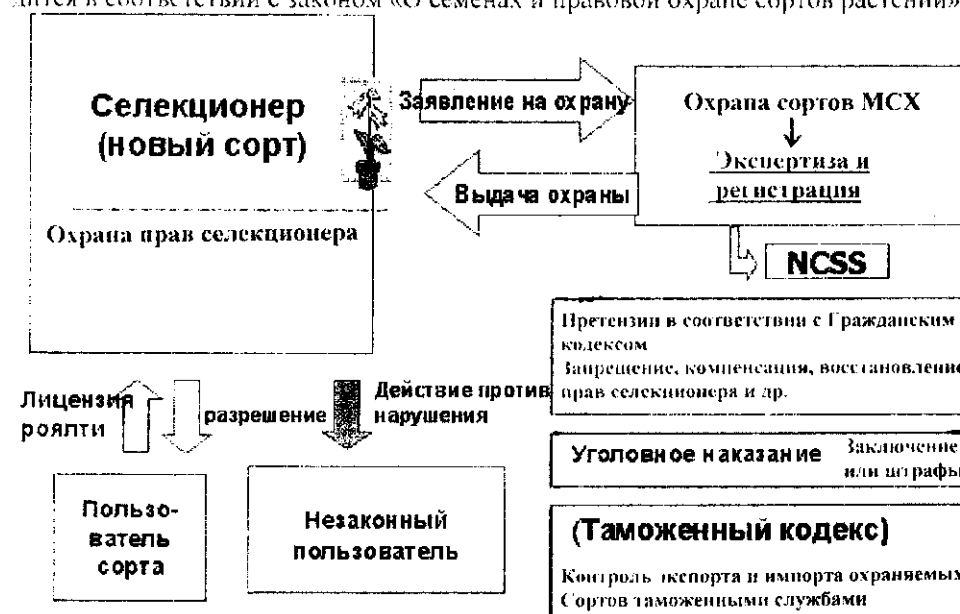 дится в соответствии с законом «О семенах и правовой охране сортов растений»
Селекционер
(новый сорт)
Охрана прав селекционера
Заявление на охрану
Выдача охраны
Охрана сортов МСХ
Экспертиза и
регистрация
NCSS
Претензии в соответствии с Гражданским
кодексом
Запрещение, компенсация, восстановление
прав селекционера и др.
Лицензия
роялти
разрешение
Действие против
нарушения
Уголовное наказание
Заключение
или штрафы
Пользо-
ватель
сорта
Незаконный
пользователь
(Таможенный кодекс)
Контроль экспорта и импорта охраняемых
Сортов таможенными службами